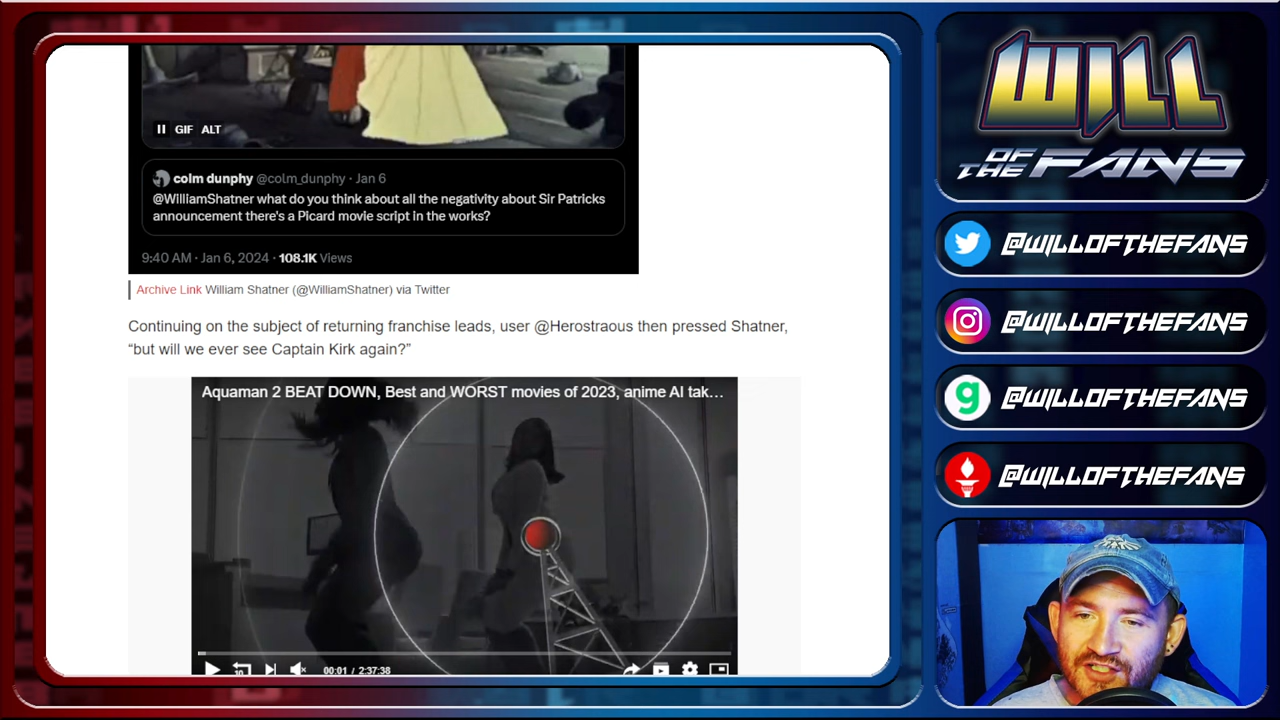 GIF ALT
colm dunphy @colm_dunphy · Jan 6
@WilliamShatner what do you think about all the negativity about Sir Patricks
announcement there's a Picard movie script in the works?
9:40 AM · Jan 6, 2024 · 108.1K Views
Archive Link William Shatner (@WilliamShatner) via Twitter
Continuing on the subject of returning franchise leads, user @Herostraous then pressed Shatner,
“but will we ever see Captain Kirk again?”
Aquaman 2 BEAT DOWN, Best and WORST movies of 2023, anime AI tak…
10
00:01 / 2:37:38
WILL
OF
THE FANS
@WILLOFTHEFANS
@WILLOFTHEFANS
g
@WILLOFTHEFANS
@WILLOFTHEFANS